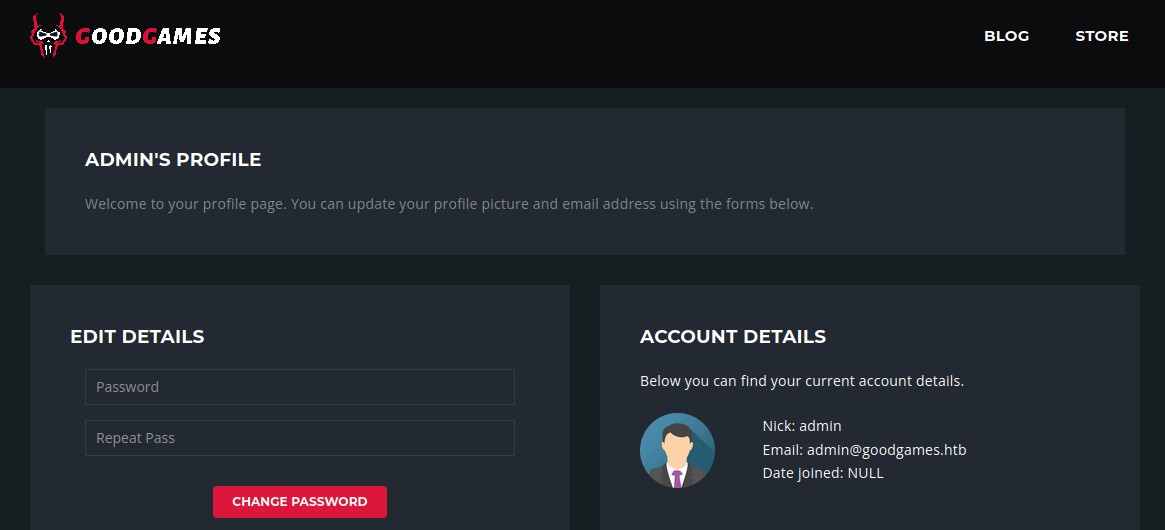 GOODGAMES
BLOG
STORE
ADMIN'S PROFILE
Welcome to your profile page. You can update your profile picture and email address using the forms below.
EDIT DETAILS
Password
Repeat Pass
CHANGE PASSWORD
ACCOUNT DETAILS
Below you can find your current account details.
Nick: admin
Email: admin@goodgames.htb
Date joined: NULL